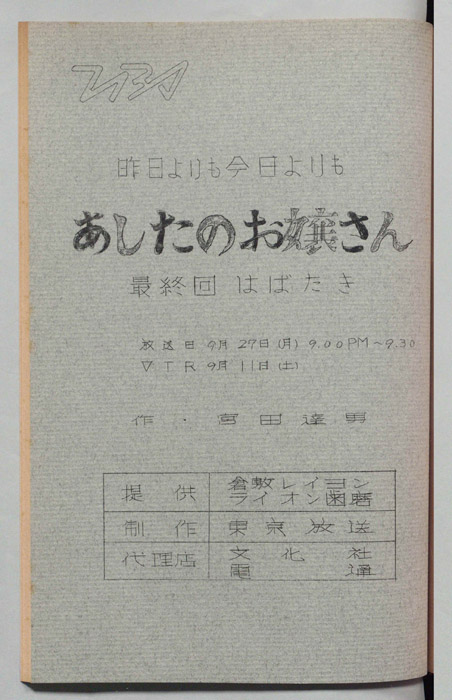 TBS
昨日よりも今日よりも
あしたのお嬢さん
最終回 はばたき
放送日 9月27日(月) 9.00PM~9.30
VTR 9月11日(土)
作・宮田達男
提供 倉敷レイヨン
ライオン歯磨
制作 東京放送
代理店 文化社
電通